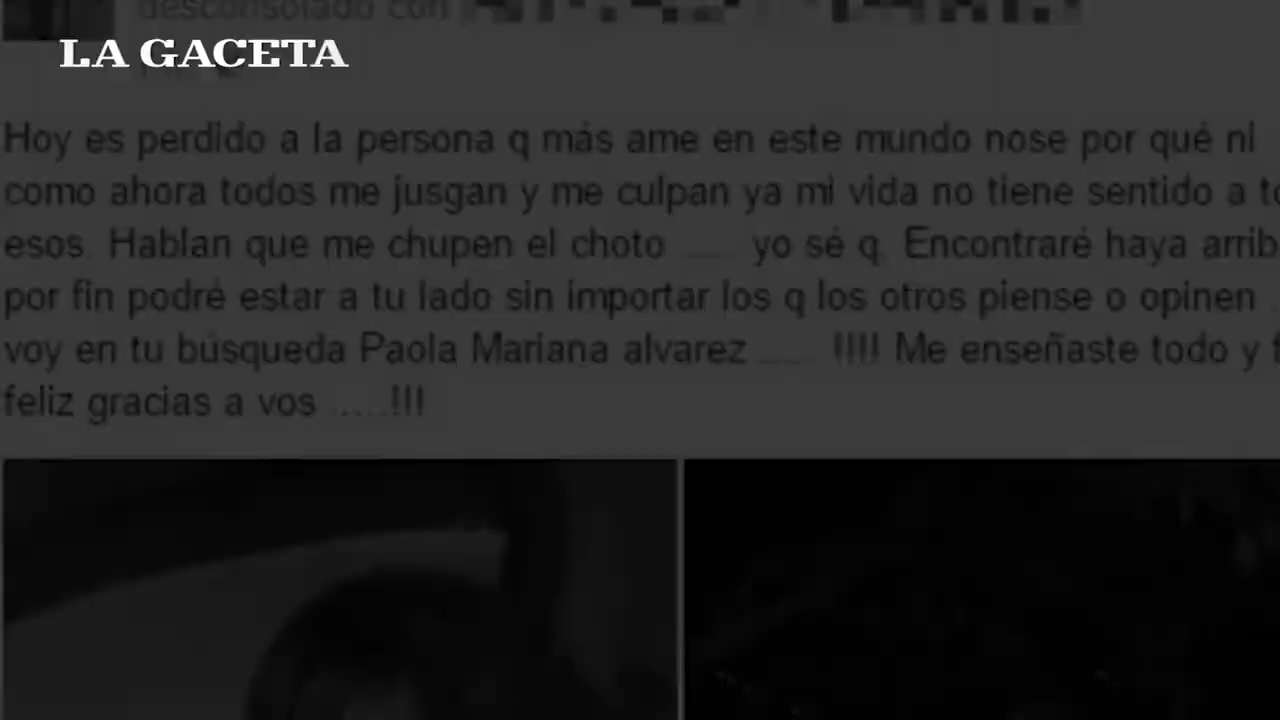 desconsolado con
LA GACETA
Hoy es perdido a la persona q más ame en este mundo nose por qué ni
como ahora todos me jusgan y me culpan ya mi vida no tiene sentido a
esos. Hablan que me chupen el choto ..... yo sé q. Encontraré haya arrib
por fin podré estar a tu lado sin importar los q los otros piense o opinen
voy en tu búsqueda Paola Mariana alvarez ..... !!!! Me enseñaste todo y
feliz gracias a vos .....!!!